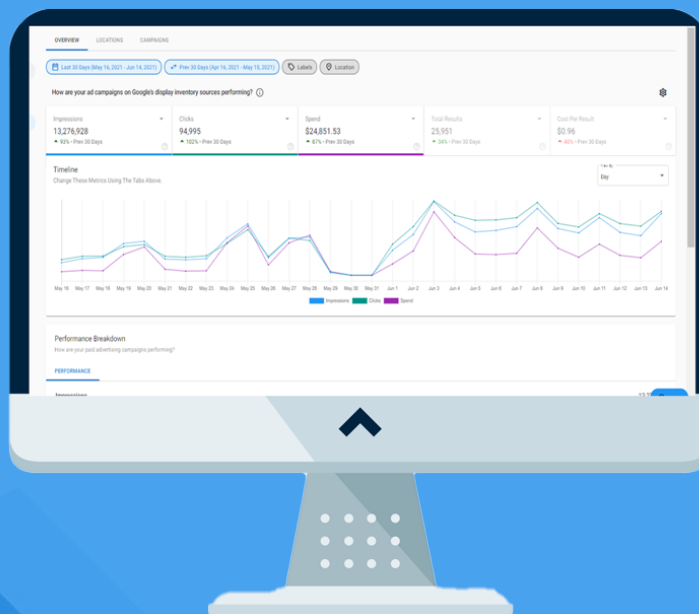 OVERVIEW LOCATIONS CAMPAIGNS
Last 30 Days (May 16, 2021 - Jun 14, 2021) Prev 30 Days (Apr 16, 2021 - May 15, 2021) Labels Location
How are your ad campaigns on Google's display inventory sources performing?
Impressions Clicks Spend Total Results Cost Per Result
13,276,928 94,995 $24,851.53 25,951 $0.96
93% • Prev 30 Days 102% • Prev 30 Days 87% • Prev 30 Days 34% • Prev 30 Days 40% • Prev 30 Days
Timeline
Change These Metrics Using The Tabs Above.
Day
May 16 May 17 May 18 May 19 May 20 May 21 May 22 May 23 May 24 May 25 May 26 May 27 May 28 May 29 May 30 May 31 Jun 1 Jun 2 Jun 3 Jun 4 Jun 5 Jun 6 Jun 7 Jun 8 Jun 9 Jun 10 Jun 11 Jun 12 Jun 13 Jun 14
Impressions Clicks Spend
Performance Breakdown
How are your paid advertising campaigns performing?
PERFORMANCE
Impressions